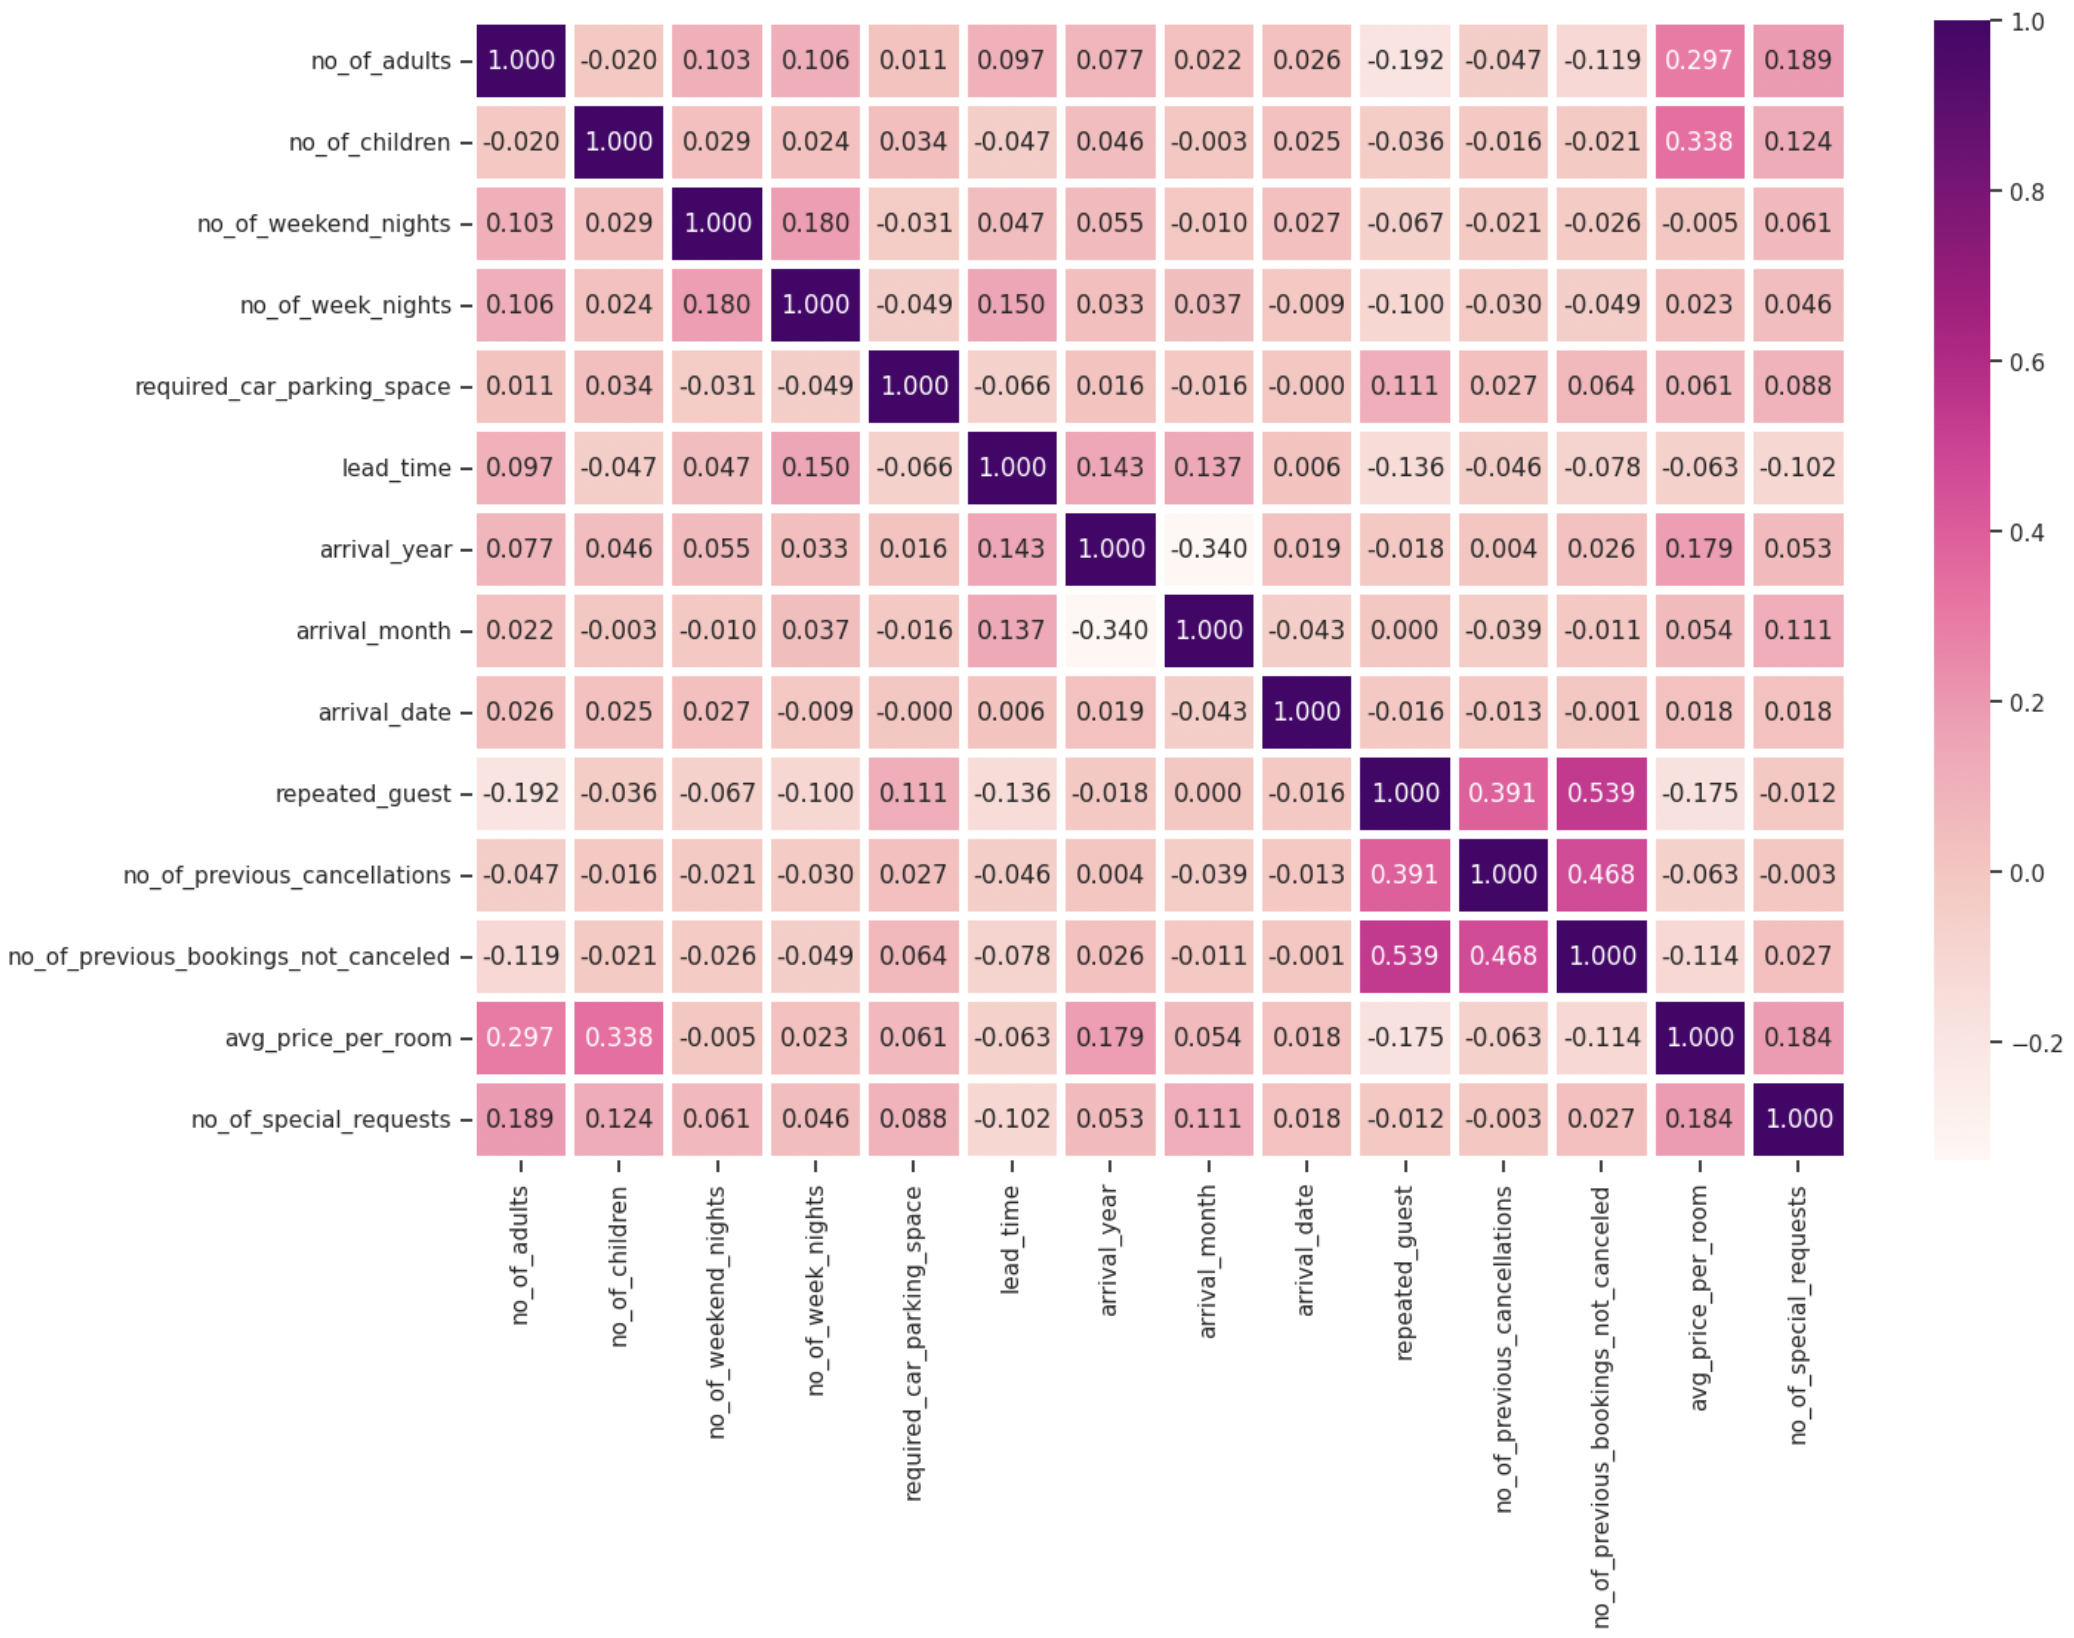 no_of_adults 1.000 -0.020 0.103 0.106 0.011 0.097 0.077 0.022 0.026 -0.192 -0.047 -0.119 0.297 0.189
no_of_children -0.020 1.000 0.029 0.024 0.034 -0.047 0.046 -0.003 0.025 -0.036 -0.016 -0.021 0.338 0.124
no_of_weekend_nights 0.103 0.029 1.000 0.180 -0.031 0.047 0.055 -0.010 0.027 -0.067 -0.021 -0.026 -0.005 0.061
no_of_week_nights 0.106 0.024 0.180 1.000 -0.049 0.150 0.033 0.037 -0.009 -0.100 -0.030 -0.049 0.023 0.046
required_car_parking_space 0.011 0.034 -0.031 -0.049 1.000 -0.066 0.016 -0.016 -0.000 0.111 0.027 0.064 0.061 0.088
lead_time 0.097 -0.047 0.047 0.150 -0.066 1.000 0.143 0.137 0.006 -0.136 -0.046 -0.078 -0.063 -0.102
arrival_year 0.077 0.046 0.055 0.033 0.016 0.143 1.000 -0.340 0.019 -0.018 0.004 0.026 0.179 0.053
arrival_month 0.022 -0.003 -0.010 0.037 -0.016 0.137 -0.340 1.000 -0.043 0.000 -0.039 -0.011 0.054 0.111
arrival_date 0.026 0.025 0.027 -0.009 -0.000 0.006 0.019 -0.043 1.000 -0.016 -0.013 -0.001 0.018 0.018
repeated_guest -0.192 -0.036 -0.067 -0.100 0.111 -0.136 -0.018 0.000 -0.016 1.000 0.391 0.539 -0.175 -0.012
no_of_previous_cancellations -0.047 -0.016 -0.021 -0.030 0.027 -0.046 0.004 -0.039 -0.013 0.391 1.000 0.468 -0.063 -0.003
no_of_previous_bookings_not_canceled -0.119 -0.021 -0.026 -0.049 0.064 -0.078 0.026 -0.011 -0.001 0.539 0.468 1.000 -0.114 0.027
avg_price_per_room 0.297 0.338 -0.005 0.023 0.061 -0.063 0.179 0.054 0.018 -0.175 -0.063 -0.114 1.000 0.184
no_of_special_requests 0.189 0.124 0.061 0.046 0.088 -0.102 0.053 0.111 0.018 -0.012 -0.003 0.027 0.184 1.000
no_of_adults
no_of_children
no_of_weekend_nights
no_of_week_nights
required_car_parking_space
lead_time
arrival_year
arrival_month
arrival_date
repeated_guest
no_of_previous_cancellations
no_of_previous_bookings_not_canceled
avg_price_per_room
no_of_special_requests
1.0
0.8
0.6
0.4
0.2
0.0
−0.2